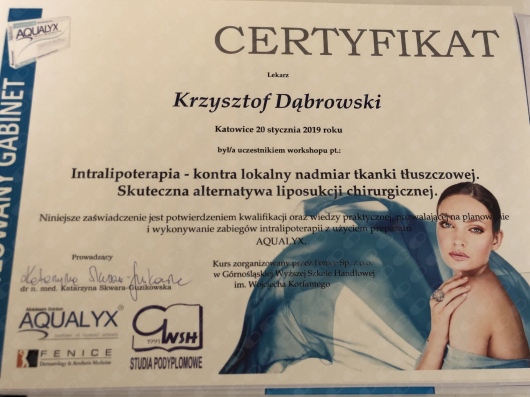 AQUALYX
CERTYFIKAT
Lekarz
Krzysztof Dąbrowski
Katowice 20 stycznia 2019 roku
był/a uczestnikiem workshopu pt.:
Intralipoterapia - kontra lokalny nadmiar tkanki tłuszczowej.
Skuteczna alternatywa liposukcji chirurgicznej.
Niniejsze zaświadczenie jest potwierdzeniem kwalifikacji oraz wiedzy praktycznej, pozwalającej na planowanie
i wykonywanie zabiegów intralipoterapii z użyciem preparatu
AQUALYX.
Prowadzący
dr n. med. Katarzyna Skwara-Guzikowska
Kurs zorganizowany przez Fenice Sp. z o.o.
w Górnośląskiej Wyższej Szkole Handlowej
im. Wojciecha Korfantego
AQUALYX
FENICE
GWSH
1991
STUDIA PODYPLOMOWE
GABINET